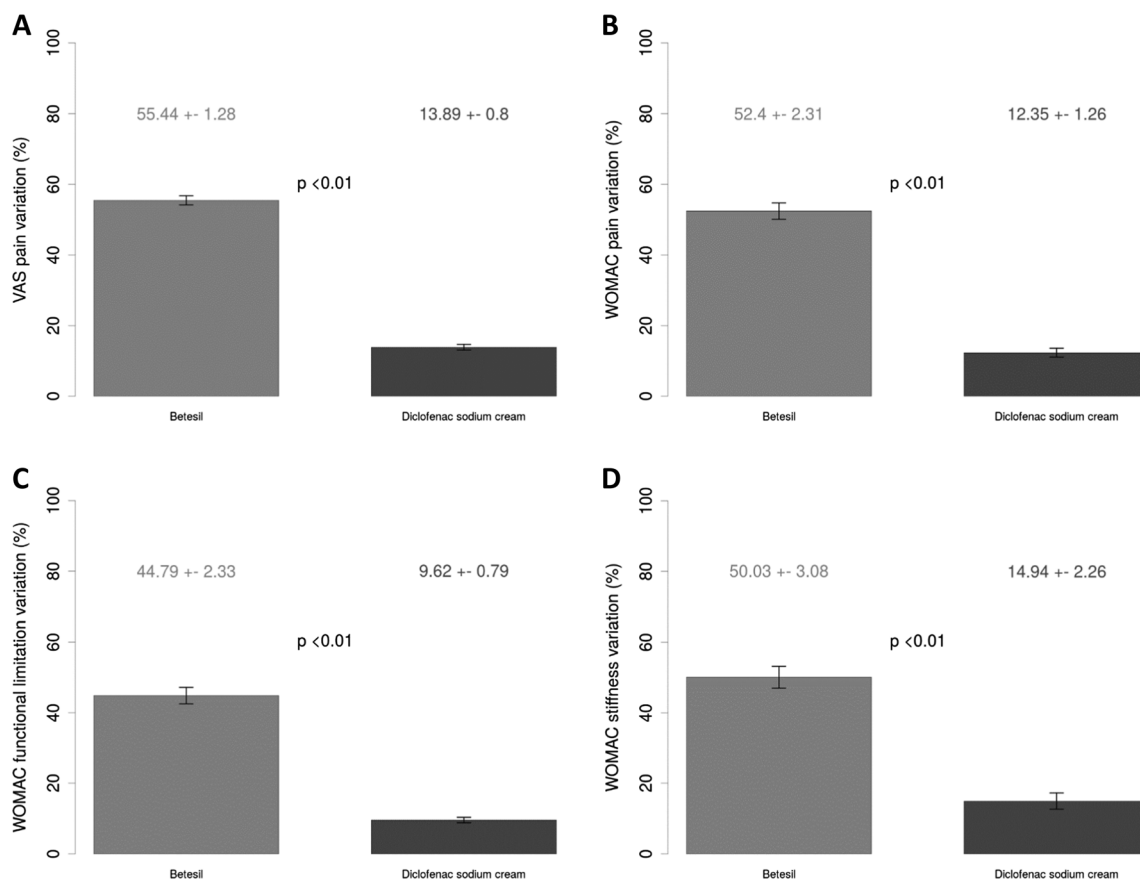 A
VAS pain variation (%)
100
80
60
40
20
0
55.44 +- 1.28
13.89 +- 0.8
p <0.01
Betesil
Diclofenac sodium cream
B
WOMAC pain variation (%)
100
80
60
40
20
0
52.4 +- 2.31
12.35 +- 1.26
p <0.01
Betesil
Diclofenac sodium cream
C
WOMAC functional limitation variation (%)
100
80
60
40
20
0
44.79 +- 2.33
9.62 +- 0.79
p <0.01
Betesil
Diclofenac sodium cream
D
WOMAC stiffness variation (%)
100
80
60
40
20
0
50.03 +- 3.08
14.94 +- 2.26
p <0.01
Betesil
Diclofenac sodium cream